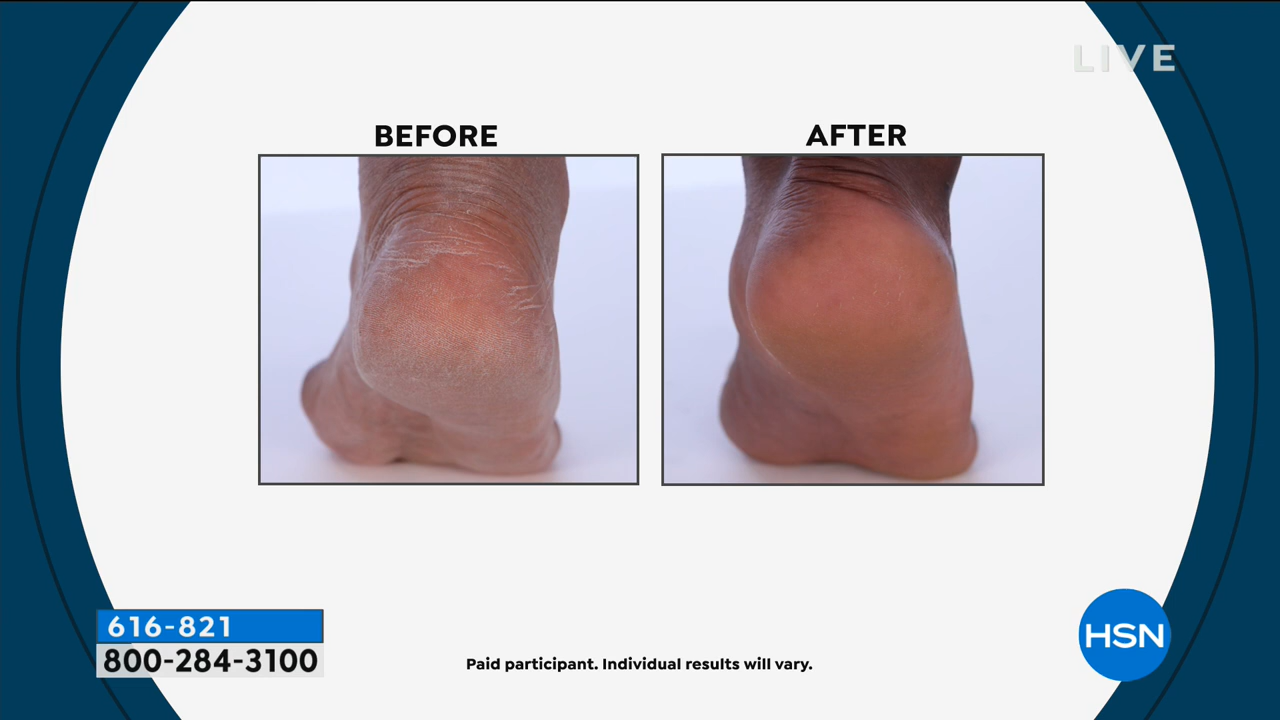 LIVE
BEFORE
AFTER
616-821
800-284-3100
Paid participant. Individual results will vary.
HSN